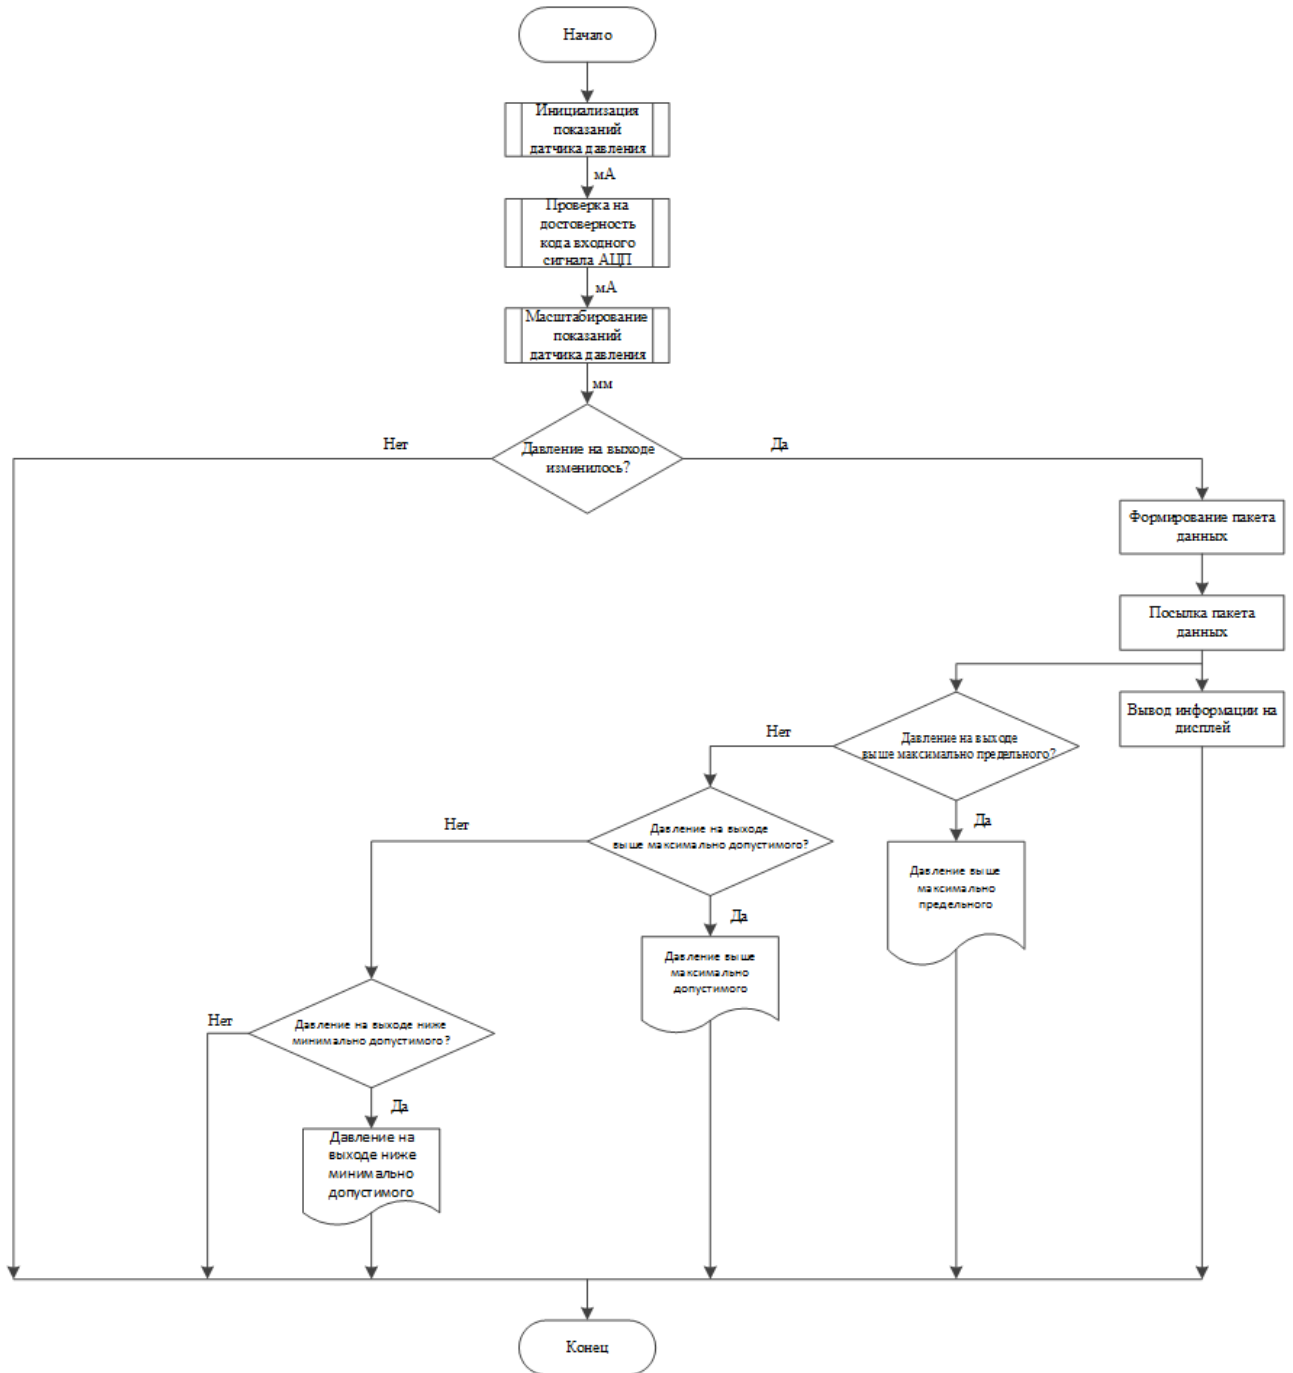 Начало
Инициализация
показаний
датчика давления
мА
Проверка на
достоверность
кода входного
сигнала АЦП
мА
Масштабирование
показаний
датчика давления
мм
Нет
Давление на выходе
изменилось?
Да
Формирование пакета
данных
Посылка пакета
данных
Вывод информации на
дисплей
Нет
Давление на выходе
выше максимально предельного?
Да
Давление выше
максимально
предельного
Нет
Давление на выходе
выше максимально допустимого?
Да
Давление выше
максимально
допустимого
Нет
Давление на выходе ниже
минимально допустимого?
Да
Давление на
выходе ниже
минимально
допустимого
Конец